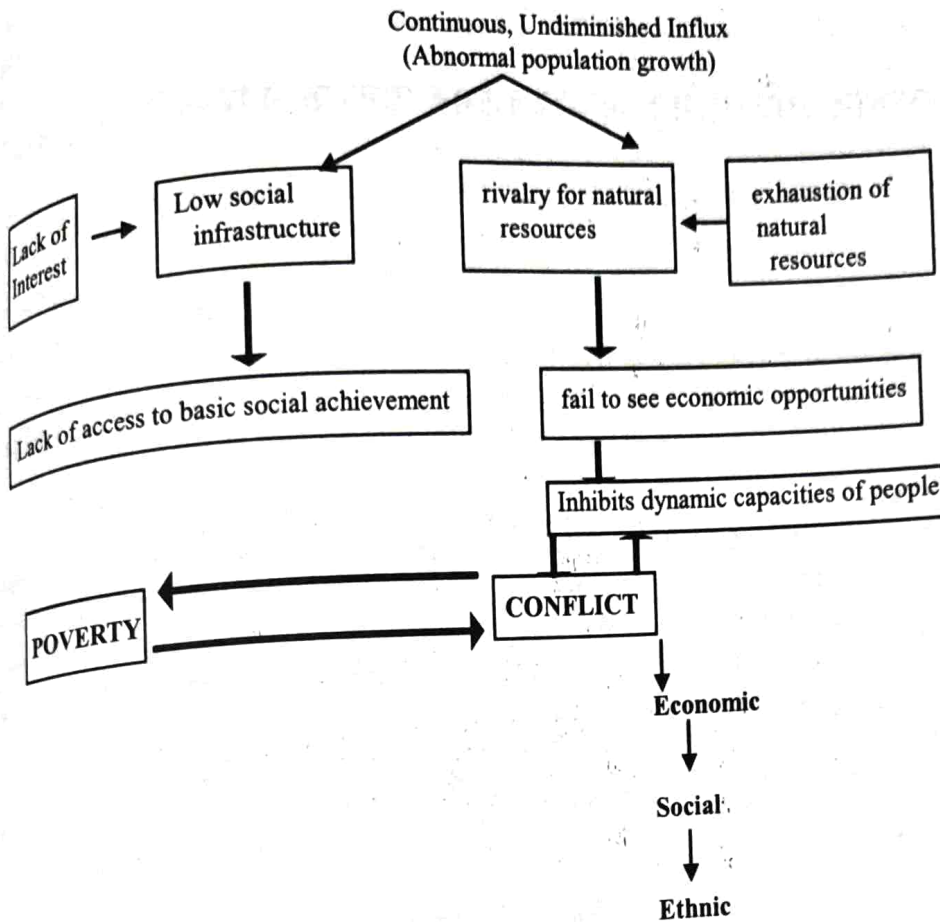 Continuous, Undiminished Influx
(Abnormal population growth)
Lack of
Interest
Low social
infrastructure
rivalry for natural
resources
exhaustion of
natural
resources
Lack of access to basic social achievement
fail to see economic opportunities
Inhibits dynamic capacities of people
POVERTY
CONFLICT
Economic
Social
Ethnic